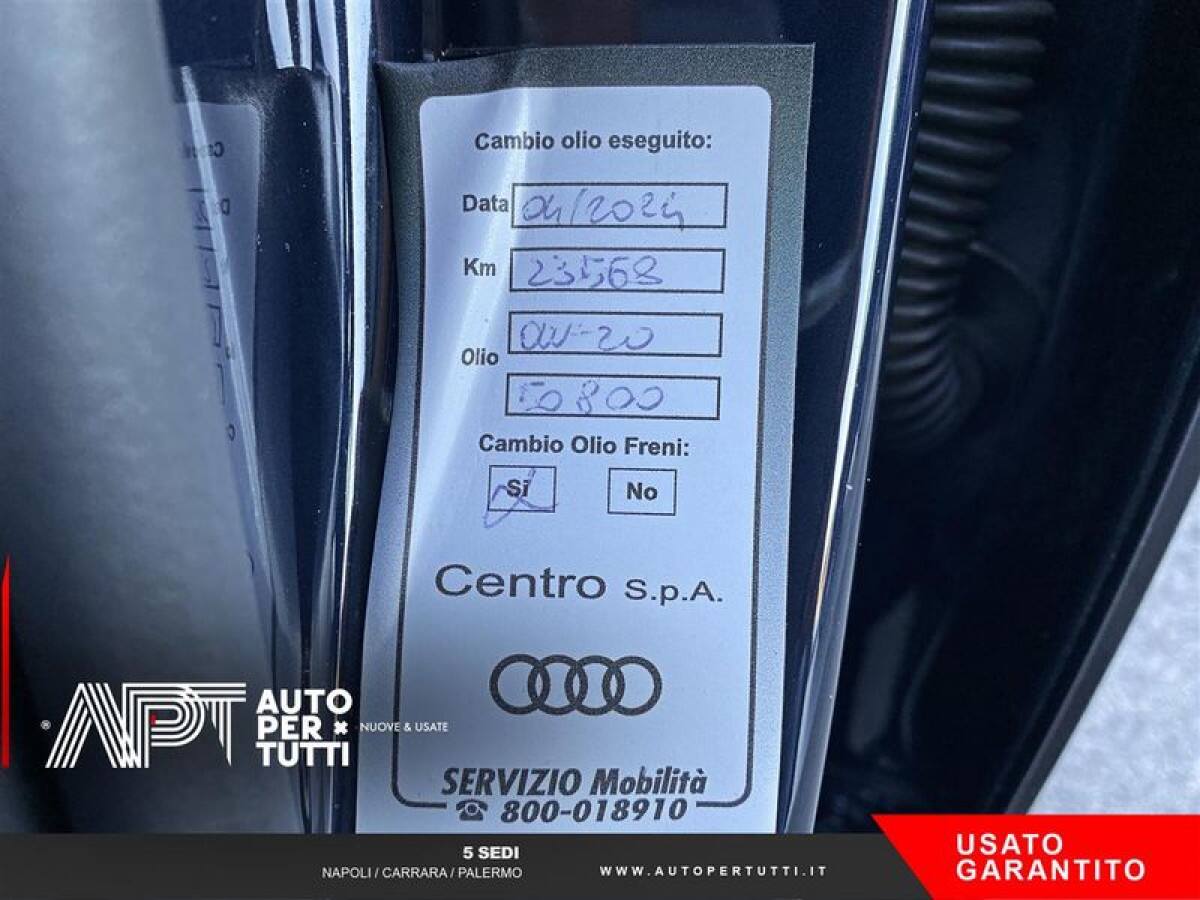 Cambio olio eseguito:
Data 04/2024
Km 23568
Olio 0W-20
50800
Cambio Olio Freni:
Si No
Centro S.p.A.
SERVIZIO Mobilità
☎ 800-018910
® APT AUTO
PER
TUTTI
NUOVE & USATE
5 SEDI
NAPOLI / CARRARA / PALERMO
WWW.AUTOPERTUTTI.IT
USATO
GARANTITO